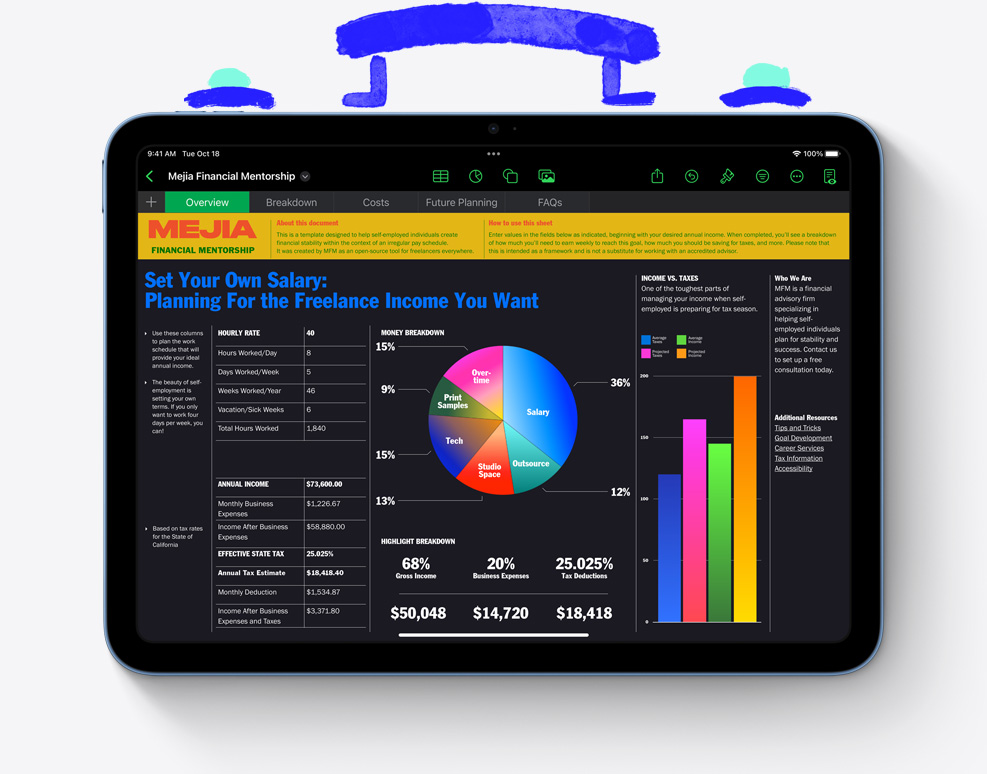 9:41 AM Tue Oct 18
100%
Mejia Financial Mentorship
Overview
Breakdown
Costs
Future Planning
FAQs
MEJIA
FINANCIAL MENTORSHIP
About this document
This is a template designed to help self-employed individuals create
financial stability within the context of an irregular pay schedule.
It was created by MFM as an open-source tool for freelancers everywhere.
How to use this sheet
Enter values in the fields below as indicated, beginning with your desired annual income. When completed, you'll see a breakdown
of how much you'll need to earn weekly to reach this goal, how much you should be saving for taxes, and more. Please note that
this is intended as a framework and is not a substitute for working with an accredited advisor.
Set Your Own Salary:
Planning For the Freelance Income You Want
Use these columns
to plan the work
schedule that will
provide your ideal
annual income.
The beauty of self-
employment is
setting your own
terms. If you only
want to work four
days per week, you
can!
Based on tax rates
for the State of
California
HOURLY RATE 40
Hours Worked/Day 8
Days Worked/Week 5
Weeks Worked/Year 46
Vacation/Sick Weeks 6
Total Hours Worked 1,840
ANNUAL INCOME $73,600.00
Monthly Business $1,226.67
Expenses
Income After Business $58,880.00
Expenses
EFFECTIVE STATE TAX 25.025%
Annual Tax Estimate $18,418.40
Monthly Deduction $1,534.87
Income After Business $3,371.80
Expenses and Taxes
MONEY BREAKDOWN
15%
9%
15%
13%
36%
12%
Over-
time
Print
Samples
Tech
Studio
Space
Outsource
Salary
HIGHLIGHT BREAKDOWN
68%
Gross Income
20%
Business Expenses
25.025%
Tax Deductions
$50,048
$14,720
$18,418
INCOME VS. TAXES
One of the toughest parts of
managing your income when self-
employed is preparing for tax season.
Average
Taxes
Average
Income
Projected
Taxes
Projected
Income
200
150
100
50
0
Who We Are
MFM is a financial
advisory firm
specializing in
helping self-
employed individuals
plan for stability and
success. Contact us
to set up a free
consultation today.
Additional Resources
Tips and Tricks
Goal Development
Career Services
Tax Information
Accessibility